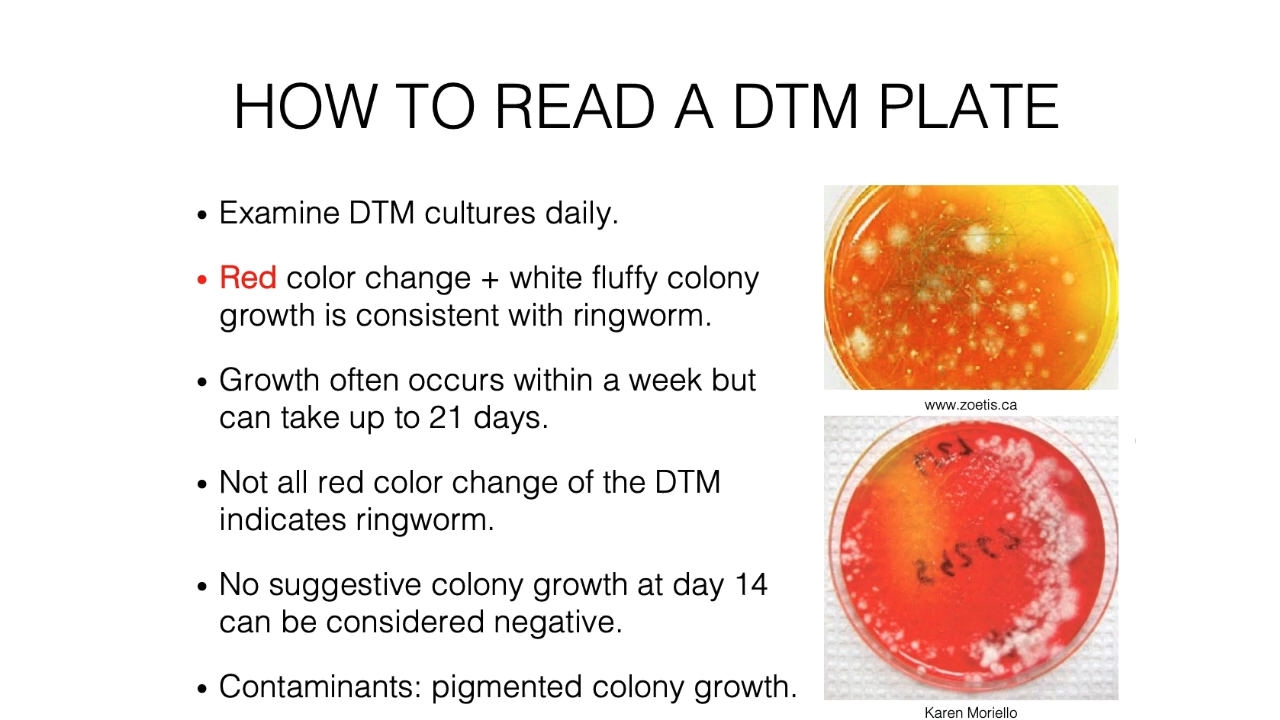 HOW TO READ A DTM PLATE
• Examine DTM cultures daily.
• Red color change + white fluffy colony
growth is consistent with ringworm.
• Growth often occurs within a week but
can take up to 21 days.
• Not all red color change of the DTM
indicates ringworm.
• No suggestive colony growth at day 14
can be considered negative.
• Contaminants: pigmented colony growth.
www.zoetis.ca
Karen Moriello